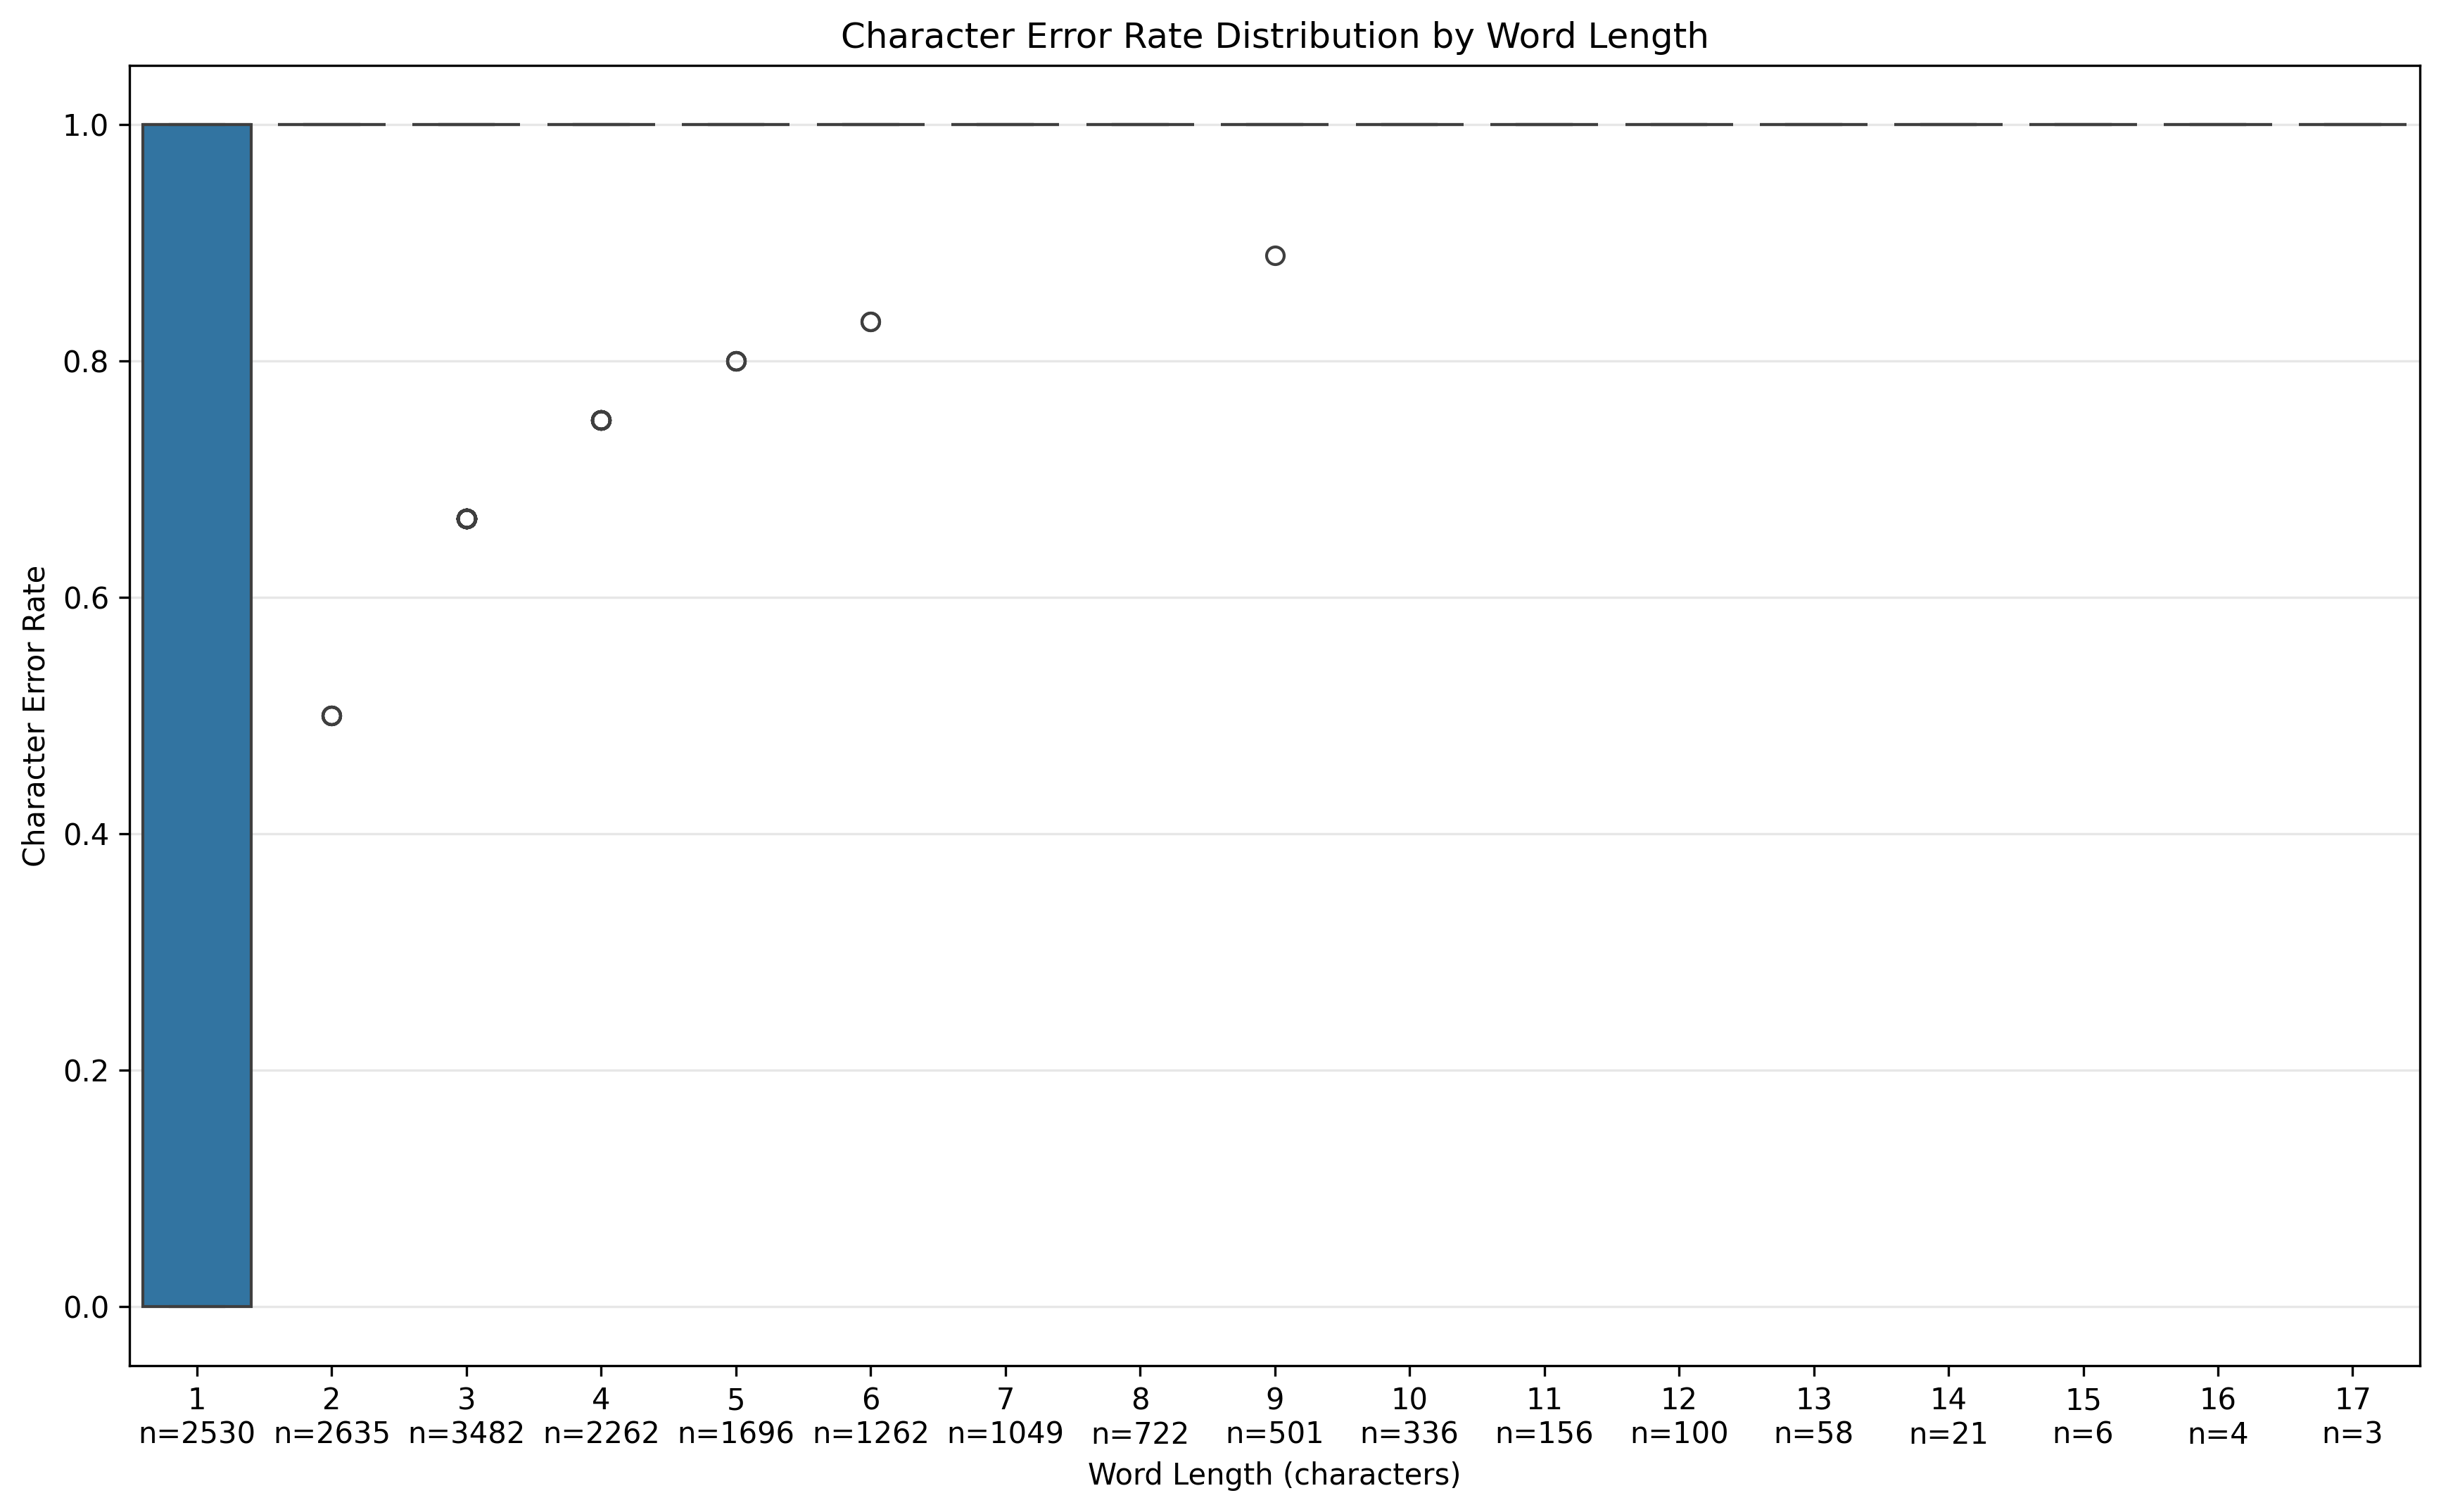 Character Error Rate Distribution by Word Length
Character Error Rate
1.0
0.8
0.6
0.4
0.2
0.0
1 2 3 4 5 6 7 8 9 10 11 12 13 14 15 16 17
n=2530 n=2635 n=3482 n=2262 n=1696 n=1262 n=1049 n=722 n=501 n=336 n=156 n=100 n=58 n=21 n=6 n=4 n=3
Word Length (characters)